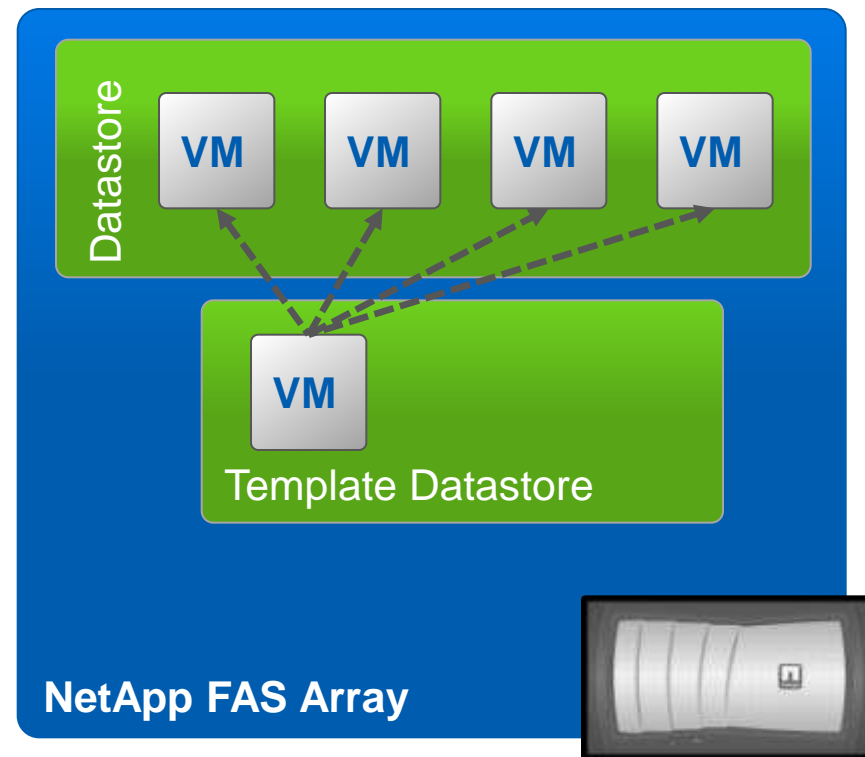 Datastore
VM
VM
VM
VM
VM
Template Datastore
NetApp FAS Array